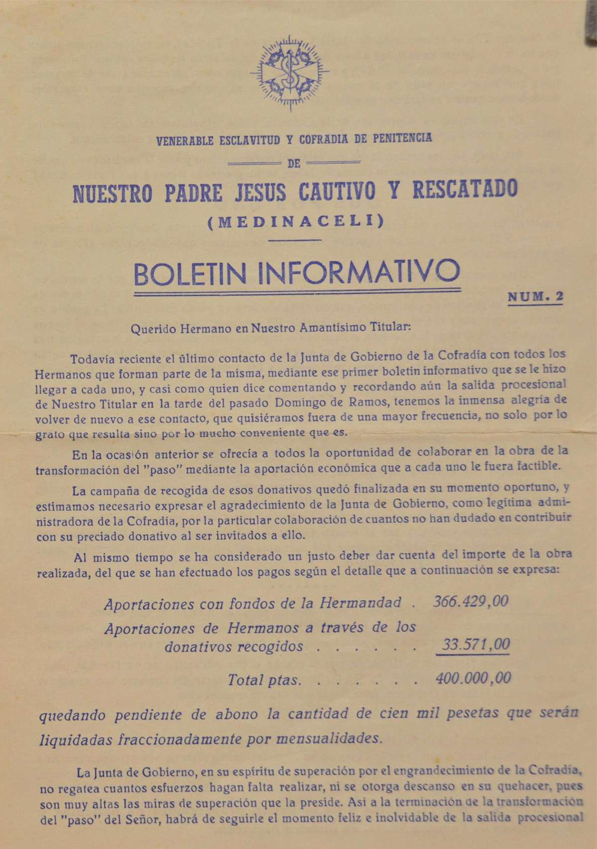 VENERABLE ESCLAVITUD Y COFRADIA DE PENITENCIA
DE
NUESTRO PADRE JESUS CAUTIVO Y RESCATADO
(MEDINACELI)
BOLETIN INFORMATIVO
NUM. 2
Querido Hermano en Nuestro Amantísimo Titular:
Todavía reciente el último contacto de la Junta de Gobierno de la Cofradía con todos los
Hermanos que forman parte de la misma, mediante ese primer boletín informativo que se le hizo
llegar a cada uno, y casi como quien dice comentando y recordando aún la salida procesional
de Nuestro Titular en la tarde del pasado Domingo de Ramos, tenemos la inmensa alegría de
volver de nuevo a ese contacto, que quisiéramos fuera de una mayor frecuencia, no solo por lo
grato que resulta sino por lo mucho conveniente que es.
En la ocasión anterior se ofrecía a todos la oportunidad de colaborar en la obra de la
transformación del "paso" mediante la aportación económica que a cada uno le fuera factible.
La campaña de recogida de esos donativos quedó finalizada en su momento oportuno, y
estimamos necesario expresar el agradecimiento de la Junta de Gobierno, como legítima admi-
nistradora de la Cofradía, por la particular colaboración de cuantos no han dudado en contribuir
con su preciado donativo al ser invitados a ello.
Al mismo tiempo se ha considerado un justo deber dar cuenta del importe de la obra
realizada, del que se han efectuado los pagos según el detalle que a continuación se expresa:
Aportaciones con fondos de la Hermandad . 366.429,00
Aportaciones de Hermanos a través de los
donativos recogidos . . . . . . 33.571,00
Total ptas. . . . . . . 400.000,00
quedando pendiente de abono la cantidad de cien mil pesetas que serán
liquidadas fraccionadamente por mensualidades.
La Junta de Gobierno, en su espíritu de superación por el engrandecimiento de la Cofradía,
no regatea cuantos esfuerzos hagan falta realizar, ni se otorga descanso en su quehacer, pues
son muy altas las miras de superación que la preside. Así a la terminación de la transformación
del "paso" del Señor, habrá de seguirle el momento feliz e inolvidable de la salida procesional